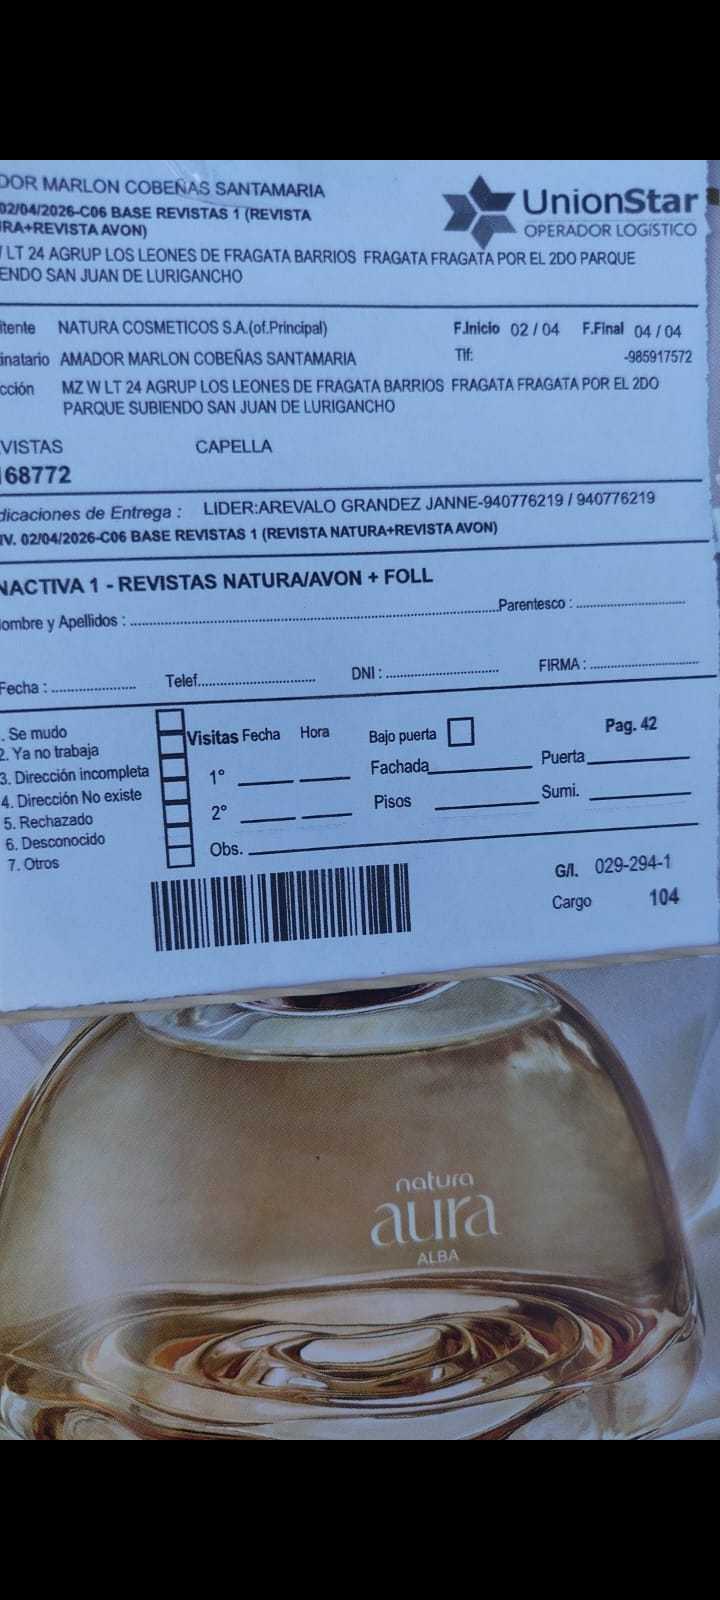 DOR MARLON COBEÑAS SANTAMARIA
UnionStar
OPERADOR LOGÍSTICO
02/04/2026-C06 BASE REVISTAS 1 (REVISTA
RA+REVISTA AVON)
LT 24 AGRUP LOS LEONES DE FRAGATA BARRIOS FRAGATA FRAGATA POR EL 2DO PARQUE
ENDO SAN JUAN DE LURIGANCHO
itente NATURA COSMETICOS S.A.(of.Principal) F.Inicio 02 / 04 F.Final 04 / 04
inatario AMADOR MARLON COBEÑAS SANTAMARIA Tlf: -985917572
cción MZ W LT 24 AGRUP LOS LEONES DE FRAGATA BARRIOS FRAGATA FRAGATA POR EL 2DO
PARQUE SUBIENDO SAN JUAN DE LURIGANCHO
VISTAS CAPELLA
168772
dicaciones de Entrega : LIDER:AREVALO GRANDEZ JANNE-940776219 / 940776219
IV. 02/04/2026-C06 BASE REVISTAS 1 (REVISTA NATURA+REVISTA AVON)
NACTIVA 1 - REVISTAS NATURA/AVON + FOLL
ombre y Apellidos : Parentesco :
Fecha : Telef. DNI : FIRMA :
. Se mudo
2. Ya no trabaja
3. Dirección incompleta
4. Dirección No existe
5. Rechazado
6. Desconocido
7. Otros
Visitas Fecha Hora Bajo puerta Pag. 42
1° Fachada Puerta
2° Pisos Sumi.
Obs.
G/I. 029-294-1
Cargo 104
natura
aura
ALBA